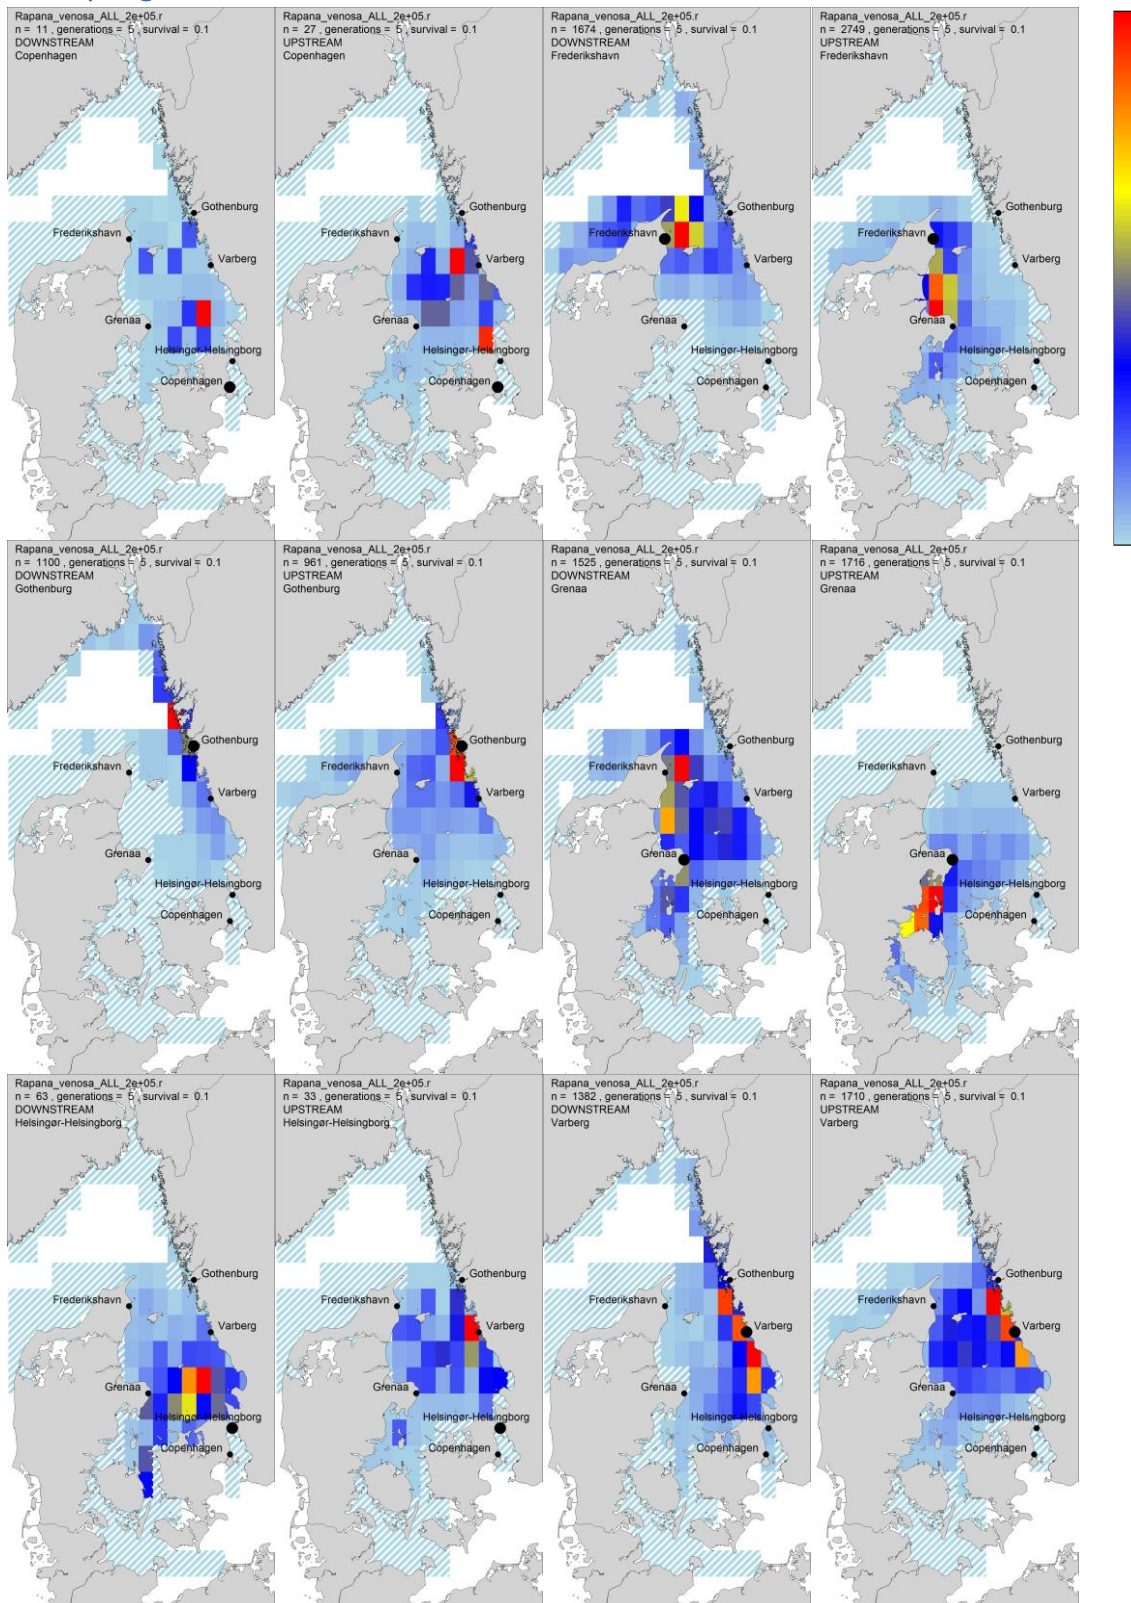 Rapana_venosa_ALL_2e+05.r
n = 11 , generations = 5 , survival = 0.1
DOWNSTREAM
Copenhagen
Gothenburg
Frederikshavn
Varberg
Grenaa
Helsingør-Helsingborg
Copenhagen
Rapana_venosa_ALL_2e+05.r
n = 27 , generations = 5 , survival = 0.1
UPSTREAM
Copenhagen
Gothenburg
Frederikshavn
Varberg
Grenaa
Helsingør-Helsingborg
Copenhagen
Rapana_venosa_ALL_2e+05.r
n = 1674 , generations = 5 , survival = 0.1
DOWNSTREAM
Frederikshavn
Gothenburg
Frederikshavn
Varberg
Grenaa
Helsingør-Helsingborg
Copenhagen
Rapana_venosa_ALL_2e+05.r
n = 2749 , generations = 5 , survival = 0.1
UPSTREAM
Frederikshavn
Gothenburg
Frederikshavn
Varberg
Grenaa
Helsingør-Helsingborg
Copenhagen
Rapana_venosa_ALL_2e+05.r
n = 1100 , generations = 5 , survival = 0.1
DOWNSTREAM
Gothenburg
Gothenburg
Frederikshavn
Varberg
Grenaa
Helsingør-Helsingborg
Copenhagen
Rapana_venosa_ALL_2e+05.r
n = 961 , generations = 5 , survival = 0.1
UPSTREAM
Gothenburg
Gothenburg
Frederikshavn
Varberg
Grenaa
Helsingør-Helsingborg
Copenhagen
Rapana_venosa_ALL_2e+05.r
n = 1525 , generations = 5 , survival = 0.1
DOWNSTREAM
Grenaa
Gothenburg
Frederikshavn
Varberg
Grenaa
Helsingør-Helsingborg
Copenhagen
Rapana_venosa_ALL_2e+05.r
n = 1716 , generations = 5 , survival = 0.1
UPSTREAM
Grenaa
Gothenburg
Frederikshavn
Varberg
Grenaa
Helsingør-Helsingborg
Copenhagen
Rapana_venosa_ALL_2e+05.r
n = 63 , generations = 5 , survival = 0.1
DOWNSTREAM
Helsingør-Helsingborg
Gothenburg
Frederikshavn
Varberg
Grenaa
Helsingør-Helsingborg
Copenhagen
Rapana_venosa_ALL_2e+05.r
n = 33 , generations = 5 , survival = 0.1
UPSTREAM
Helsingør-Helsingborg
Gothenburg
Frederikshavn
Varberg
Grenaa
Helsingør-Helsingborg
Copenhagen
Rapana_venosa_ALL_2e+05.r
n = 1382 , generations = 5 , survival = 0.1
DOWNSTREAM
Varberg
Gothenburg
Frederikshavn
Varberg
Grenaa
Helsingør-Helsingborg
Copenhagen
Rapana_venosa_ALL_2e+05.r
n = 1710 , generations = 5 , survival = 0.1
UPSTREAM
Varberg
Gothenburg
Frederikshavn
Varberg
Grenaa
Helsingør-Helsingborg
Copenhagen